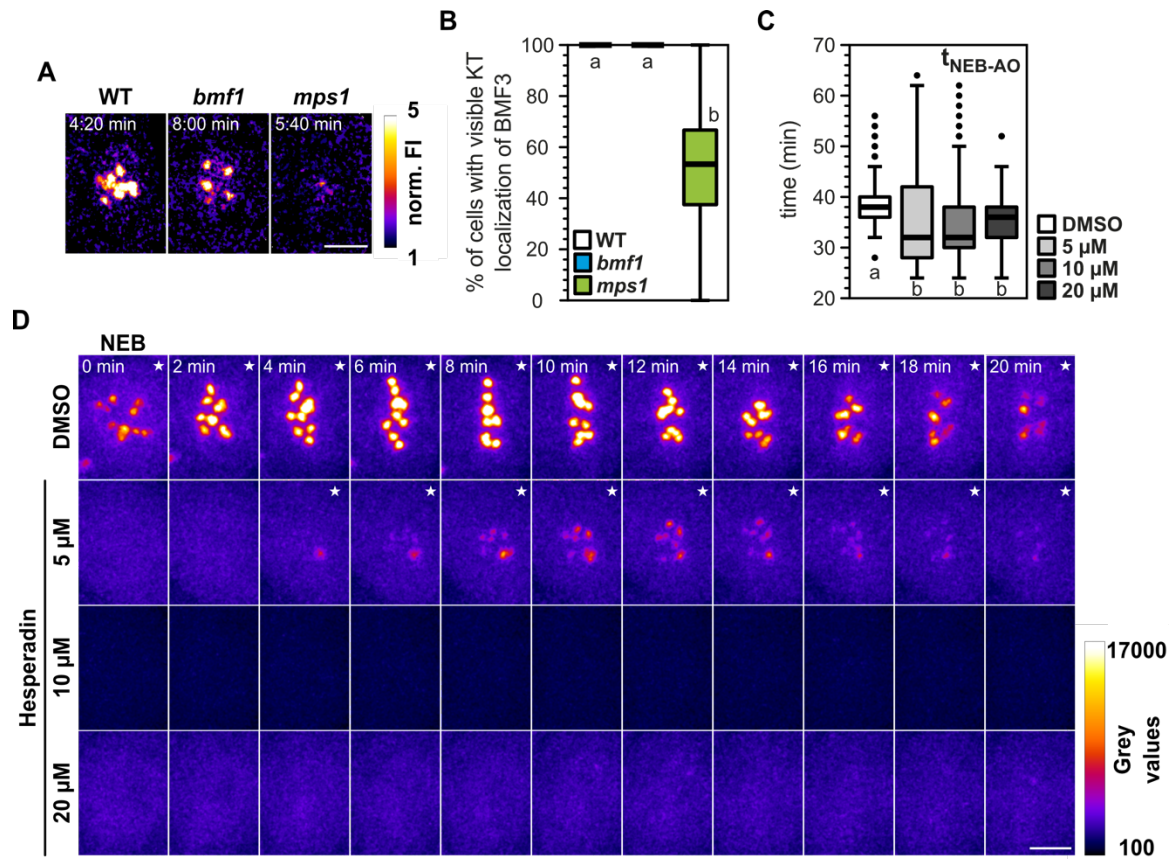 A
WT
bmf1
mps1
4:20 min
8:00 min
5:40 min
5
norm. FI
1
B
% of cells with visible KT
localization of BMF3
100
80
60
40
20
0
a
a
b
WT
bmf1
mps1
C
tNEB-AO
time (min)
70
60
50
40
30
20
a
b
b
b
DMSO
5 µM
10 µM
20 µM
D
NEB
0 min
2 min
4 min
6 min
8 min
10 min
12 min
14 min
16 min
18 min
20 min
DMSO
Hesperadin
5 µM
10 µM
20 µM
17000
Grey
values
100